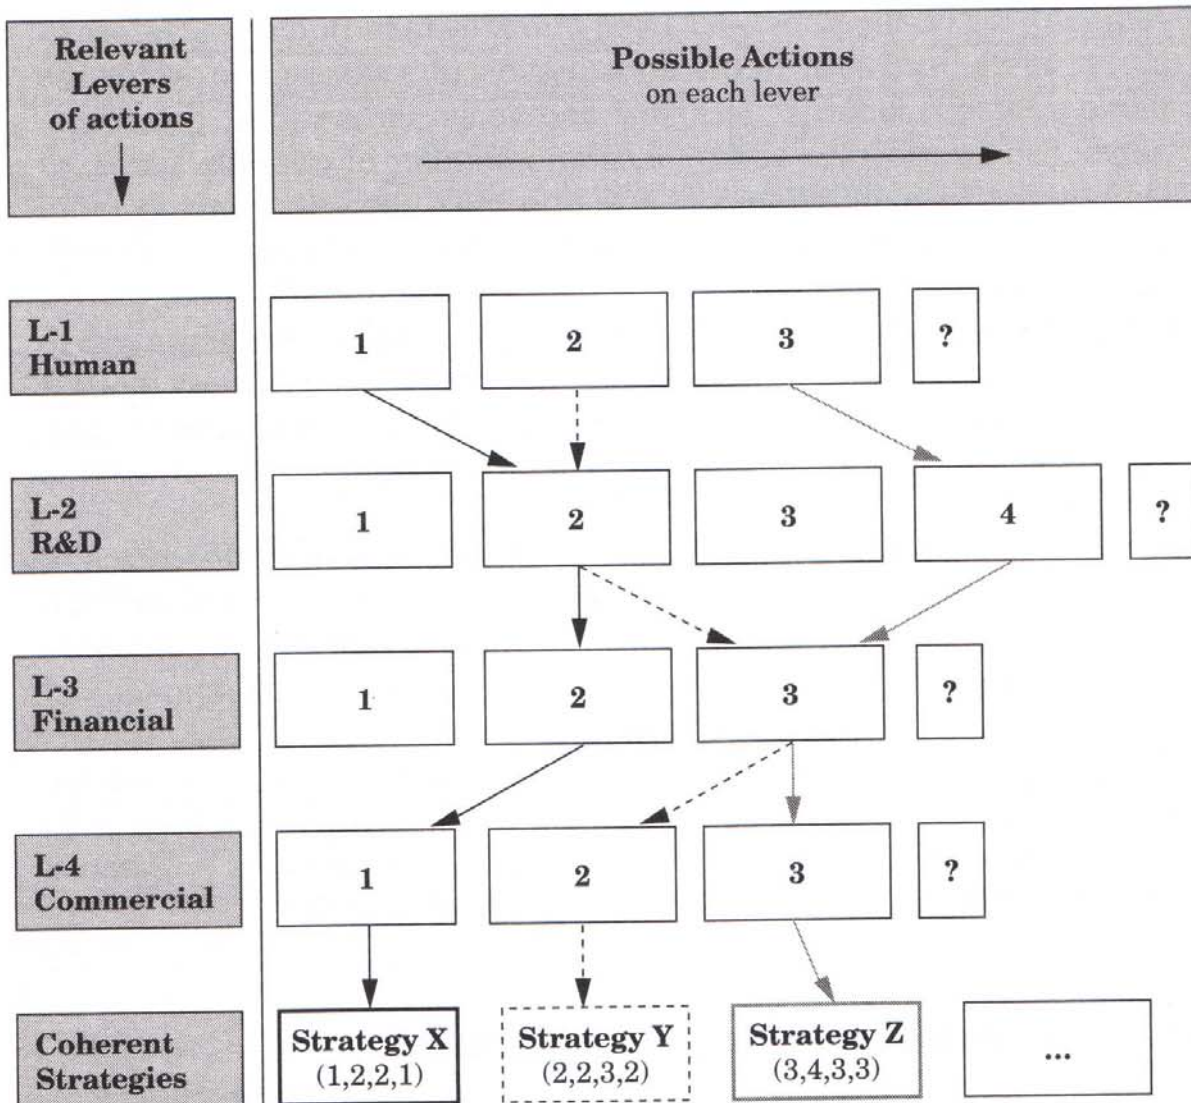 Relevant
Levers
of actions
Possible Actions
on each lever
L-1
Human
1
2
3
?
L-2
R&D
1
2
3
4
?
L-3
Financial
1
2
3
?
L-4
Commercial
1
2
3
?
Coherent
Strategies
Strategy X
(1,2,2,1)
Strategy Y
(2,2,3,2)
Strategy Z
(3,4,3,3)
...